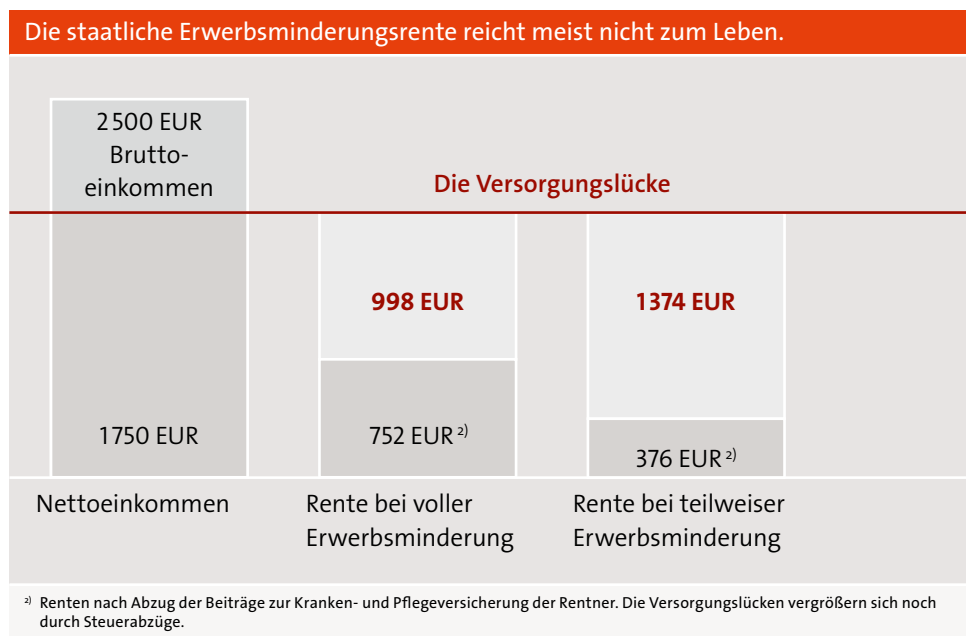 Die staatliche Erwerbsminderungsrente reicht meist nicht zum Leben.
2500 EUR
Brutto-
einkommen
Die Versorgungslücke
998 EUR
1374 EUR
1750 EUR
752 EUR ²⁾
376 EUR ²⁾
Nettoeinkommen
Rente bei voller
Erwerbsminderung
Rente bei teilweiser
Erwerbsminderung
²⁾ Renten nach Abzug der Beiträge zur Kranken- und Pflegeversicherung der Rentner. Die Versorgungslücken vergrößern sich noch
durch Steuerabzüge.